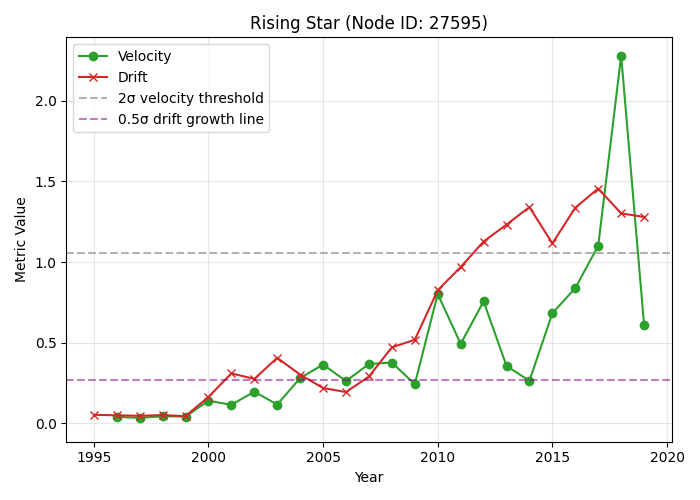 Rising Star (Node ID: 27595)
Velocity
Drift
2σ velocity threshold
0.5σ drift growth line
Metric Value
2.0
1.5
1.0
0.5
0.0
1995 2000 2005 2010 2015 2020
Year